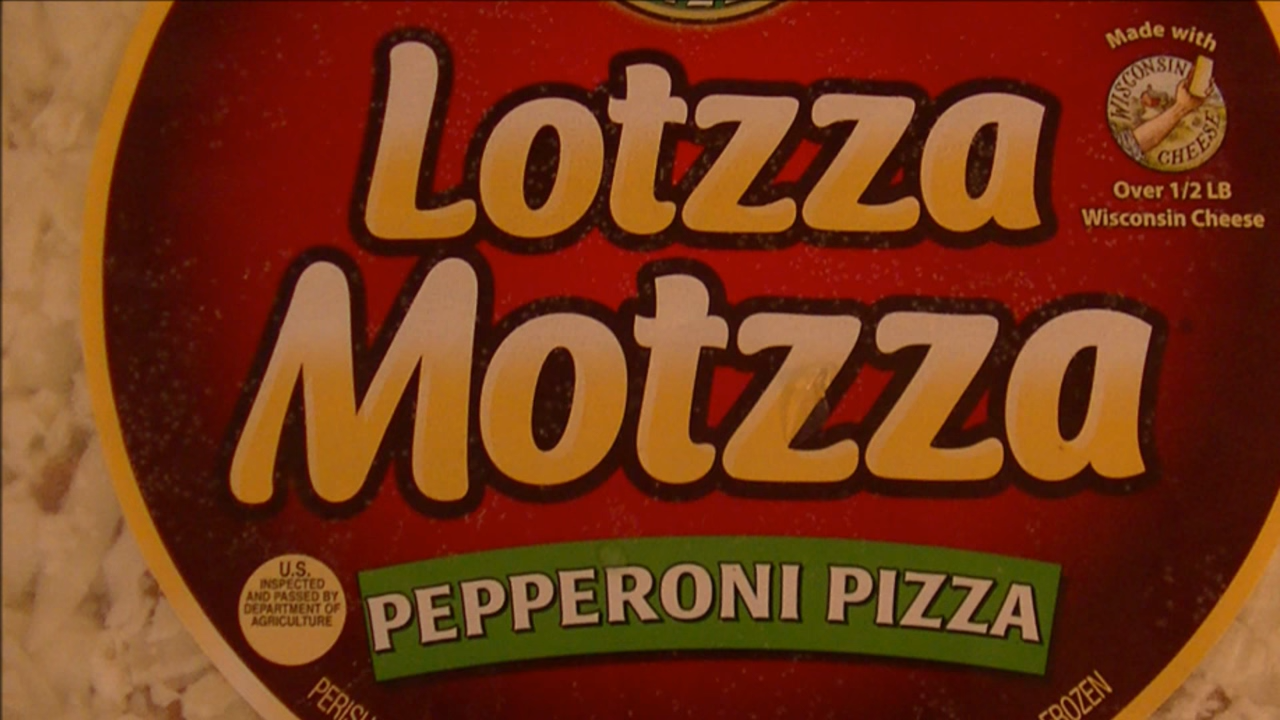 Made with
WISCONSIN
CHEESE
Over 1/2 LB
Wisconsin Cheese
Lotzza
Motzza
U.S.
INSPECTED
AND PASSED BY
DEPARTMENT OF
AGRICULTURE
PEPPERONI PIZZA